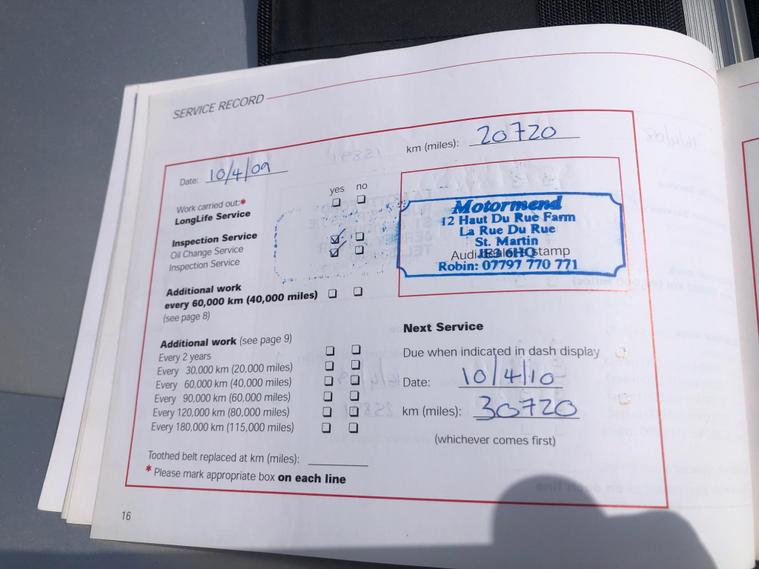 SERVICE RECORD
km (miles): 20720
Date: 10/4/09
yes no
Work carried out:*
LongLife Service
Inspection Service
Oil Change Service
Inspection Service
Motormend
12 Haut Du Rue Farm
La Rue Du Rue
St. Martin
JE3 6HQ
Audi stamp
Robin: 07797 770 771
Additional work
every 60,000 km (40,000 miles)
(see page 8)
Next Service
Additional work (see page 9)
Due when indicated in dash display
Every 2 years
Every 30,000 km (20,000 miles)
Date: 10/4/10
Every 60,000 km (40,000 miles)
Every 90,000 km (60,000 miles)
km (miles): 30720
Every 120,000 km (80,000 miles)
Every 180,000 km (115,000 miles)
(whichever comes first)
Toothed belt replaced at km (miles):
* Please mark appropriate box on each line
16